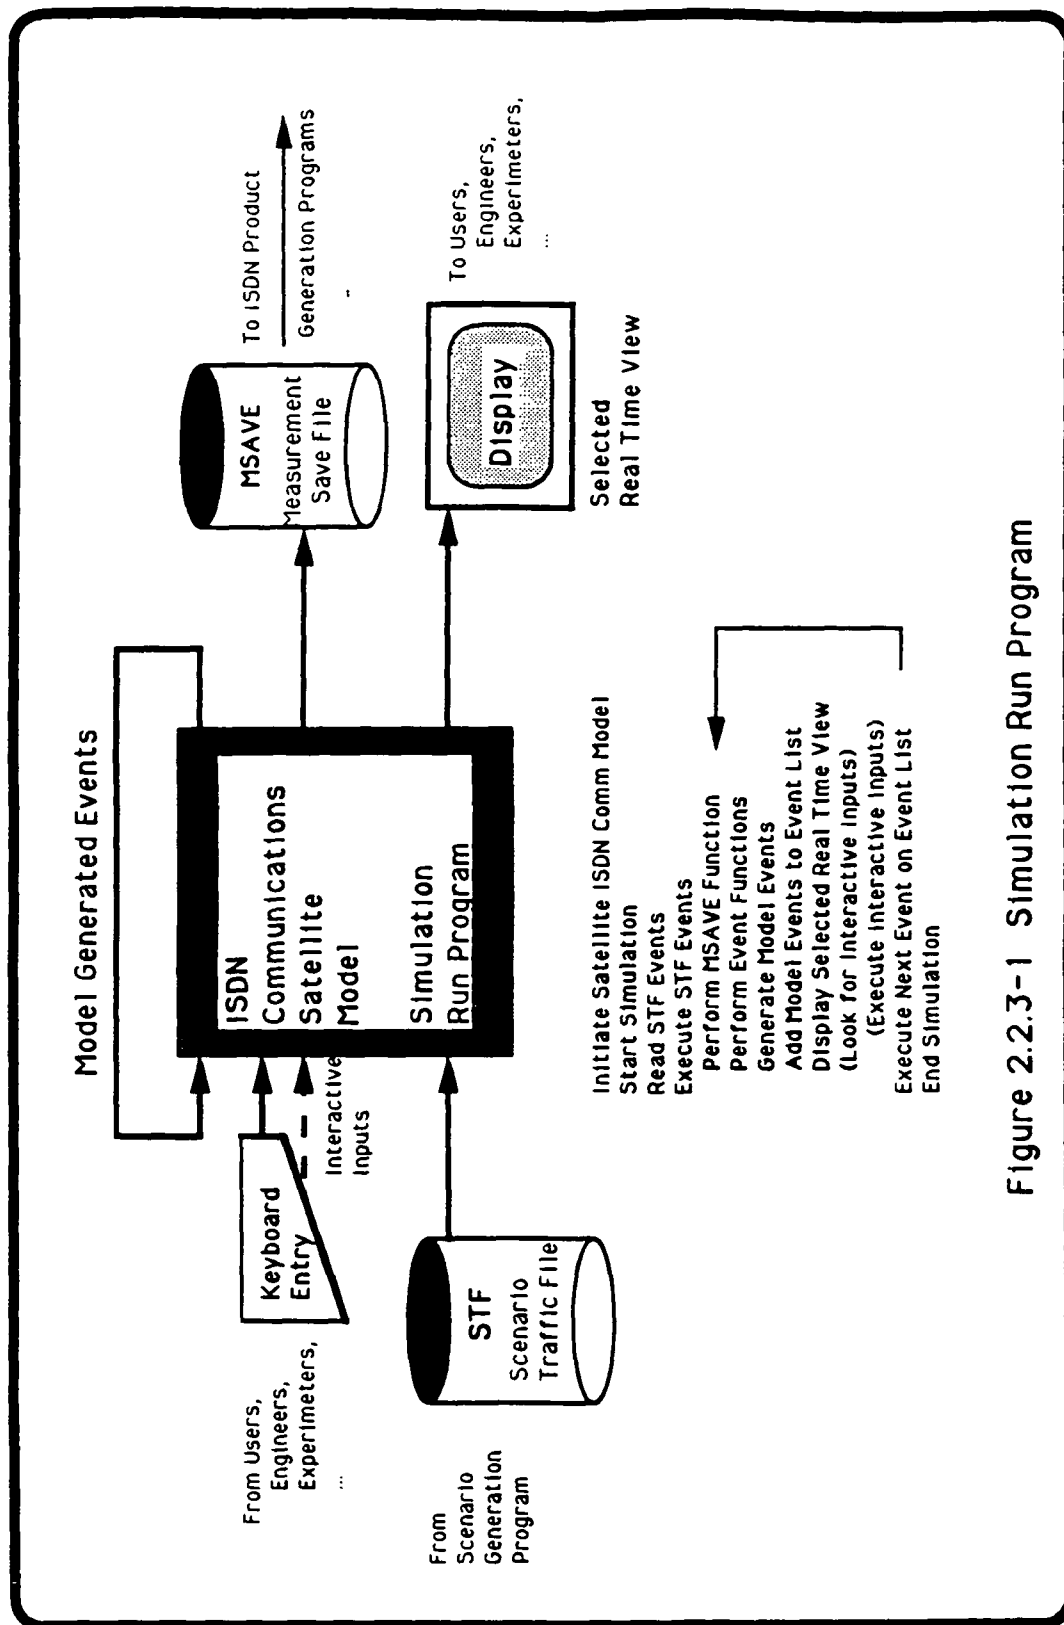 Model Generated Events
From Users,
Engineers,
Experimeters,
...
Keyboard
Entry
Interactive
Inputs
ISDN
Communications
Satellite
Model
Simulation
Run Program
MSAVE
Measurement
Save File
To ISDN Product
Generation Programs
From
Scenario
Generation
Program
STF
Scenario
Traffic File
Display
To Users,
Engineers,
Experimeters,
...
Selected
Real Time View
Initiate Satellite ISDN Comm Model
Start Simulation
Read STF Events
Execute STF Events
Perform MSAVE Function
Perform Event Functions
Generate Model Events
Add Model Events to Event List
Display Selected Real Time View
(Look for Interactive Inputs)
(Execute Interactive Inputs)
Execute Next Event on Event List
End Simulation
Figure 2.2.3-1 Simulation Run Program